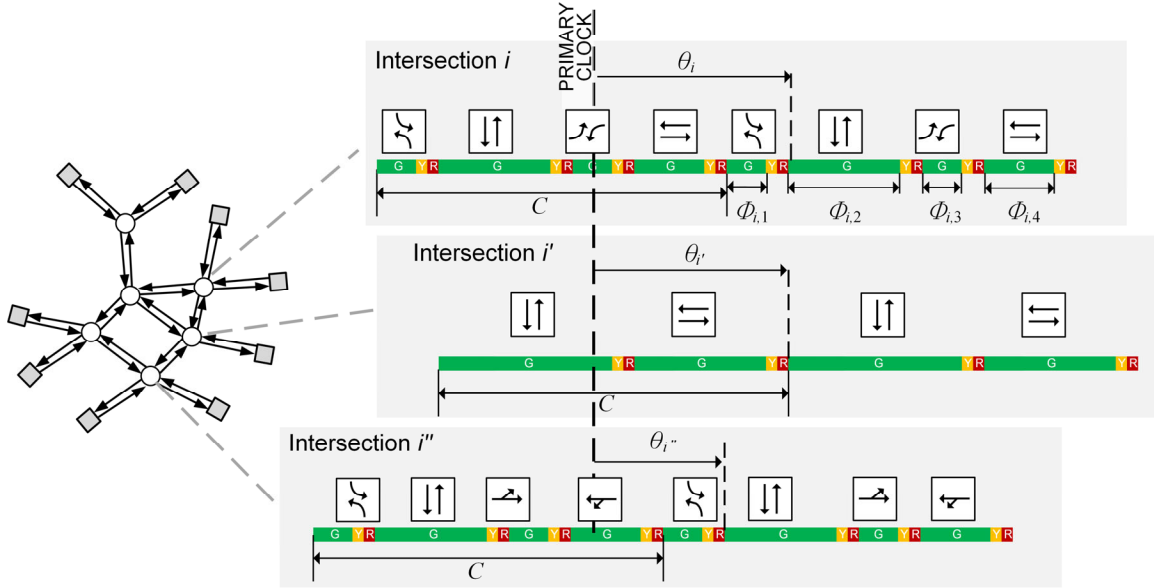 PRIMARY
CLOCK
Intersection i
θi
G Y R G Y R G Y R G Y R G Y R G Y R G Y R G Y R
C
Φi,1 Φi,2 Φi,3 Φi,4
Intersection i'
θi'
G Y R G Y R G Y R G Y R
C
Intersection i''
θi''
G Y R G Y R G Y R G Y R G Y R G Y R G Y R G Y R
C